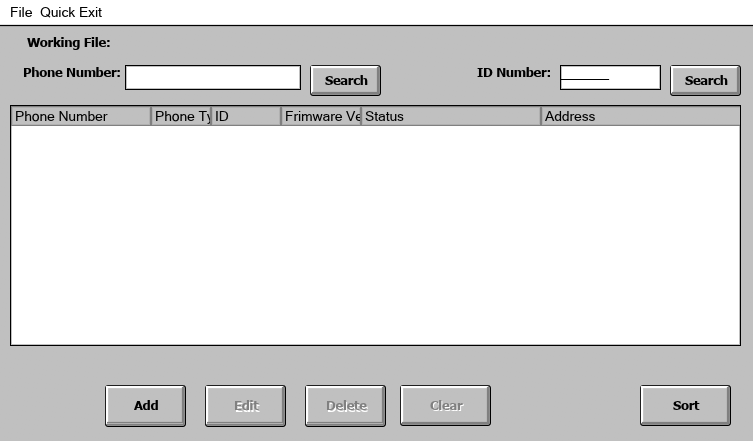 File Quick Exit
Working File:
Phone Number: Search ID Number: Search
Phone Number Phone Ty ID Frimware Ve Status Address
Add Edit Delete Clear Sort